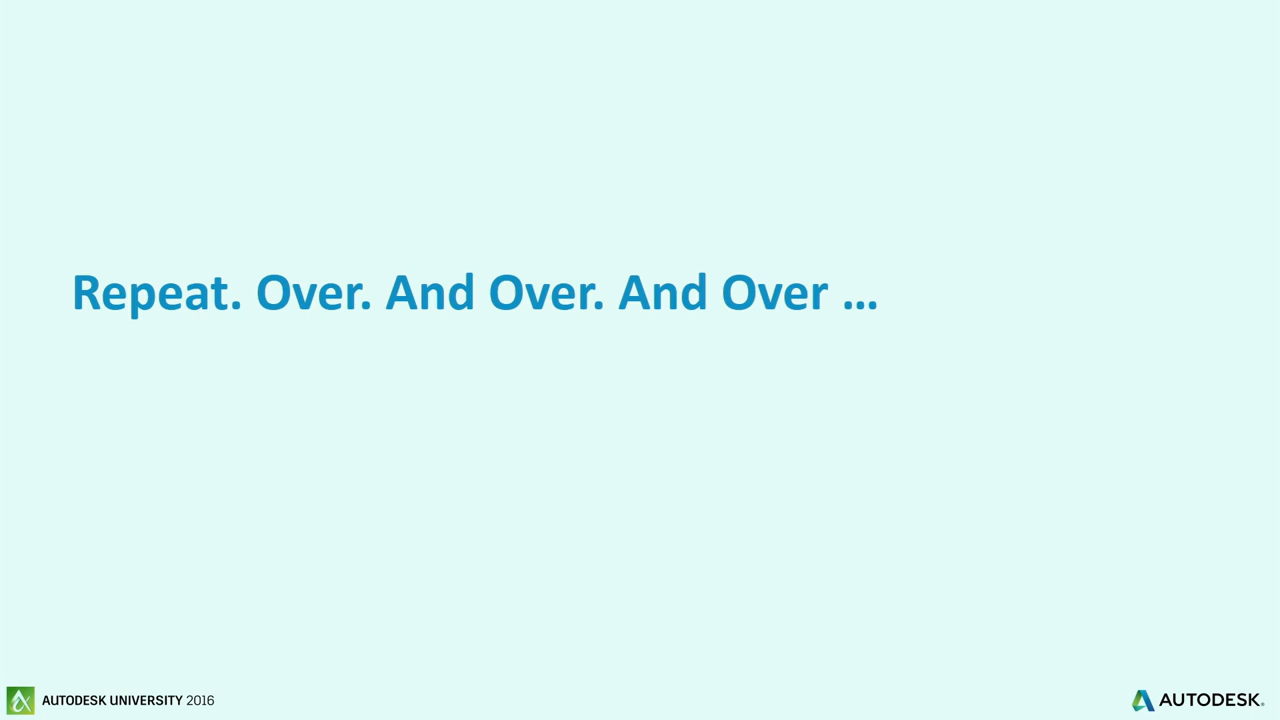 Repeat. Over. And Over. And Over …
AUTODESK UNIVERSITY 2016
AUTODESK®